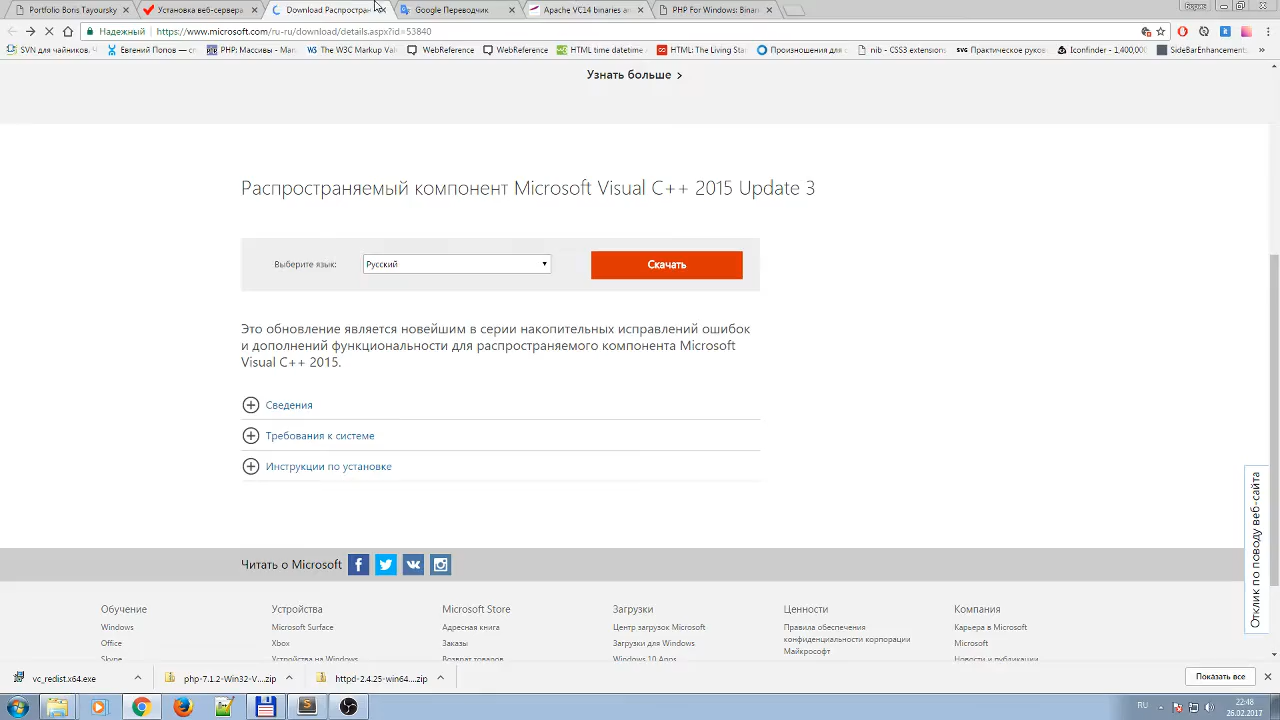 Portfolio Boris Tayoursky
Установка веб-сервера
Download Распростран
Google Переводчик
Apache VC14 binaries an
PHP For Windows: Binar
Надежный
https://www.microsoft.com/ru-ru/download/details.aspx?id=53840
SVN для чайников. Ч
Евгений Попов — с
PHP: Массивы - Man
The W3C Markup Vali
WebReference
WebReference
HTML time datetime
HTML: The Living Star
Произношения для с
nib - CSS3 extensions
Практическое руков
Iconfinder - 1,400,000
SideBarEnhancement
Узнать больше
Распространяемый компонент Microsoft Visual C++ 2015 Update 3
Выберите язык:
Русский
Скачать
Это обновление является новейшим в серии накопительных исправлений ошибок
и дополнений функциональности для распространяемого компонента Microsoft
Visual C++ 2015.
Сведения
Требования к системе
Инструкции по установке
Отклик по поводу веб-сайта
Читать о Microsoft
Обучение
Устройства
Microsoft Store
Загрузки
Ценности
Компания
Windows
Microsoft Surface
Адресная книга
Центр загрузок Microsoft
Правила обеспечения
конфиденциальности корпорации
Майкрософт
Карьера в Microsoft
Office
Xbox
Заказы
Загрузки для Windows
Microsoft
Skype
Устройства на Windows
Возврат товаров
Windows 10 Apps
Новости и публикации
vc_redist.x64.exe
php-7.1.2-Win32-V....zip
httpd-2.4.25-win64....zip
Показать все
RU
22:48
26.02.2017